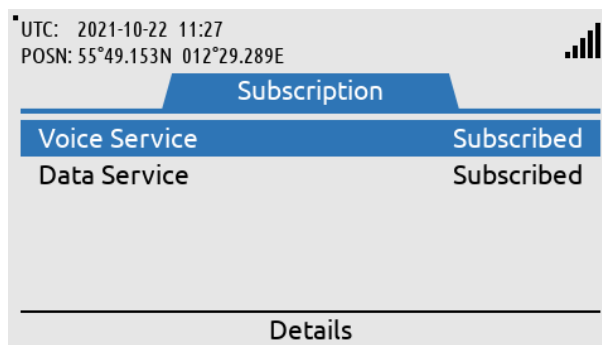 UTC: 2021-10-22 11:27
POSN: 55°49.153N 012°29.289E
Subscription
Voice Service Subscribed
Data Service Subscribed
Details